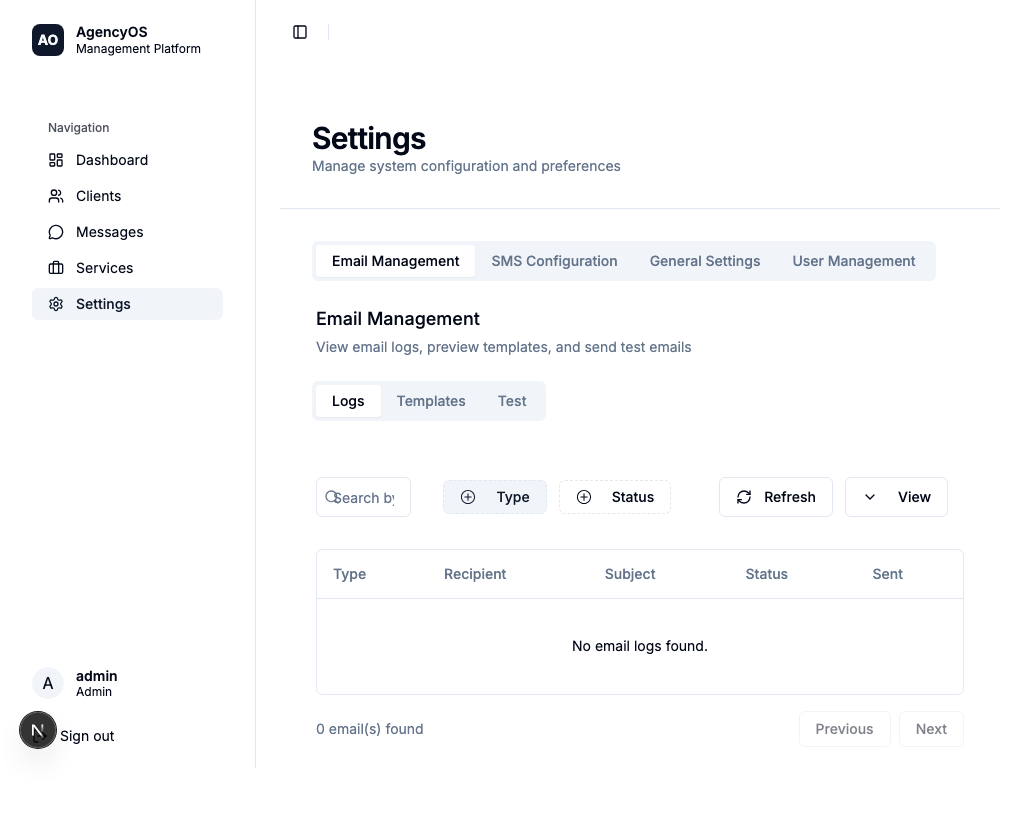 AO
AgencyOS
Management Platform
Navigation
Dashboard
Clients
Messages
Services
Settings
A
admin
Admin
N
Sign out
Settings
Manage system configuration and preferences
Email Management SMS Configuration General Settings User Management
Email Management
View email logs, preview templates, and send test emails
Logs Templates Test
Search by Type Status Refresh View
Type Recipient Subject Status Sent
No email logs found.
0 email(s) found Previous Next